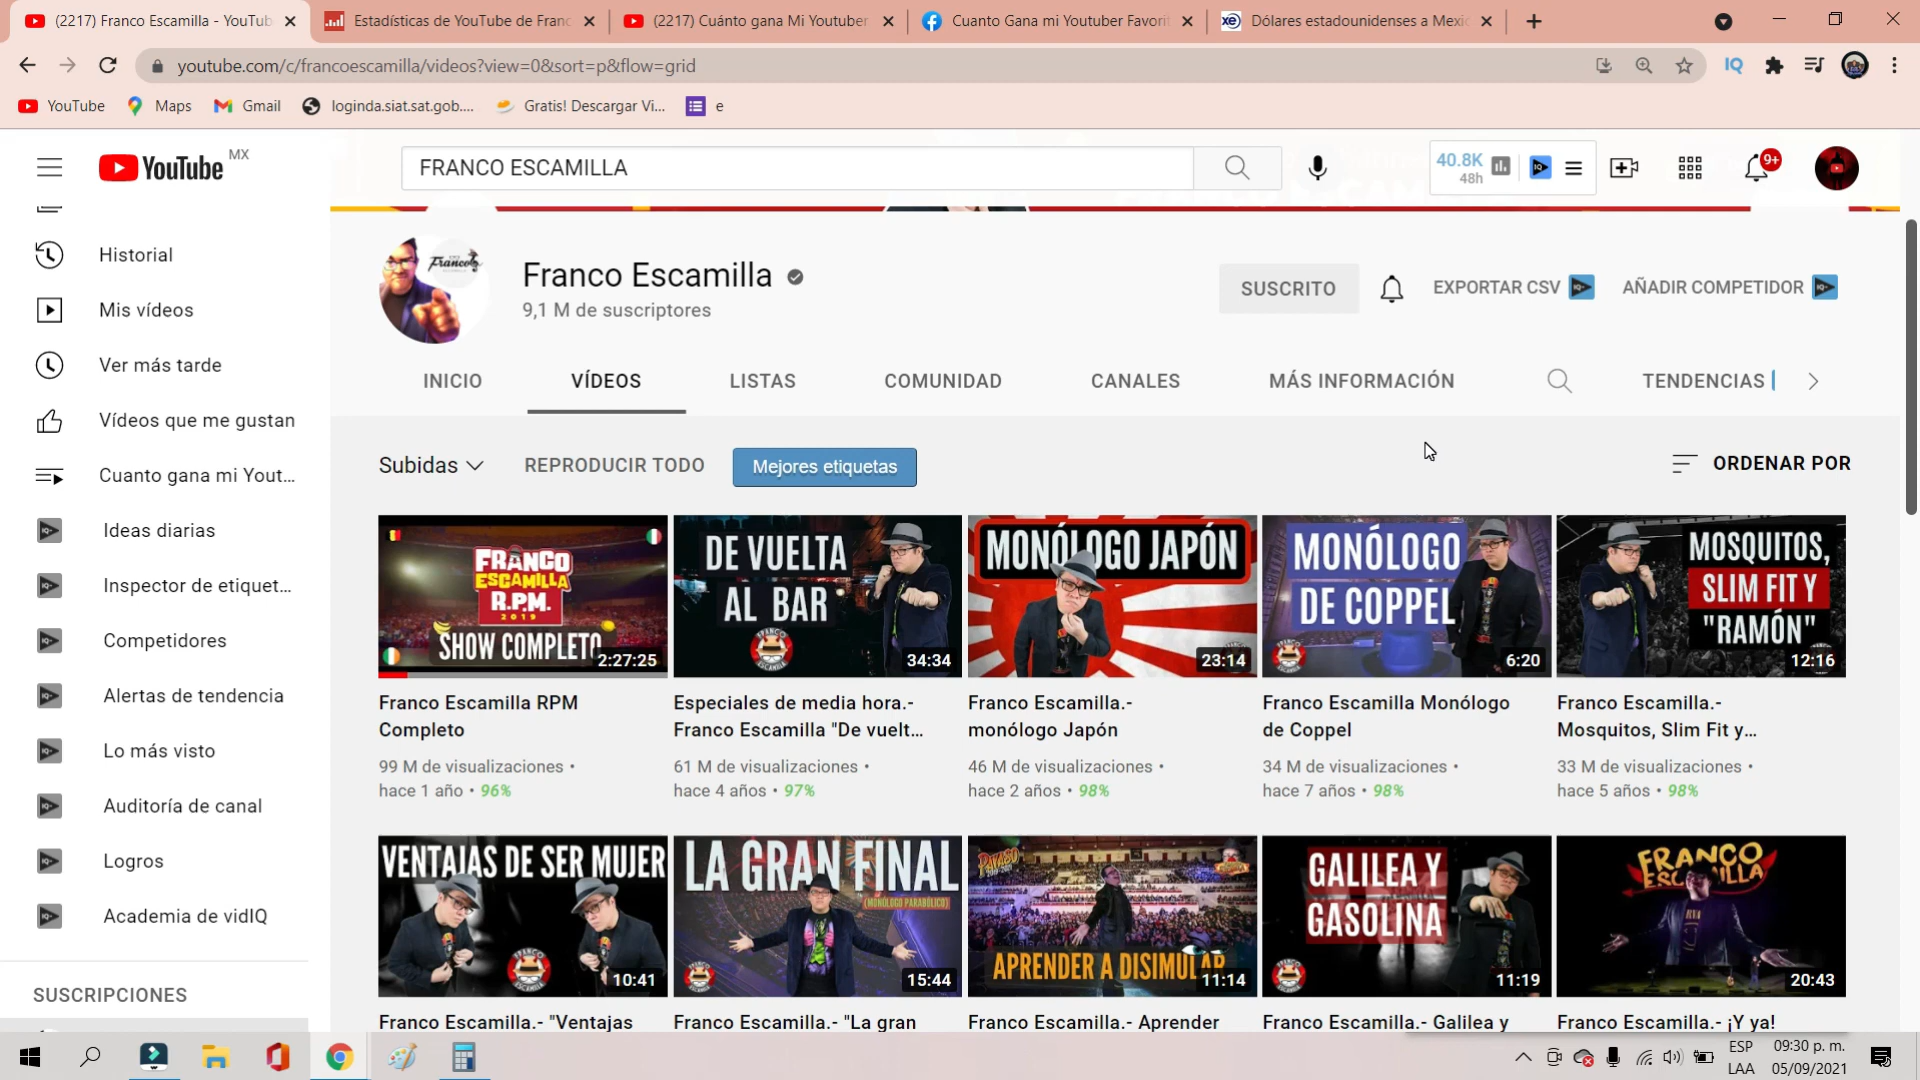 (2217) Franco Escamilla - YouTub
Estadísticas de YouTube de Franc
(2217) Cuánto gana Mi Youtuber
Cuanto Gana mi Youtuber Favorit
xe Dólares estadounidenses a Mexic
youtube.com/c/francoescamilla/videos?view=0&sort=p&flow=grid
IQ
YouTube
Maps
Gmail
loginda.siat.sat.gob....
Gratis! Descargar Vi...
e
YouTube MX
FRANCO ESCAMILLA
40.8K
48h
9+
Historial
Mis vídeos
Ver más tarde
Vídeos que me gustan
Cuanto gana mi Yout...
Ideas diarias
Inspector de etiquet...
Competidores
Alertas de tendencia
Lo más visto
Auditoría de canal
Logros
Academia de vidIQ
SUSCRIPCIONES
Franco Escamilla
9,1 M de suscriptores
SUSCRITO
EXPORTAR CSV
AÑADIR COMPETIDOR
INICIO
VÍDEOS
LISTAS
COMUNIDAD
CANALES
MÁS INFORMACIÓN
TENDENCIAS
Subidas
REPRODUCIR TODO
Mejores etiquetas
ORDENAR POR
FRANCO
ESCAMILLA
R.P.M.
2019
SHOW COMPLETO
2:27:25
Franco Escamilla RPM
Completo
99 M de visualizaciones •
hace 1 año • 96%
DE VUELTA
AL BAR
34:34
Especiales de media hora.-
Franco Escamilla "De vuelt...
61 M de visualizaciones •
hace 4 años • 97%
MONÓLOGO JAPÓN
23:14
Franco Escamilla.-
monólogo Japón
46 M de visualizaciones •
hace 2 años • 98%
MONÓLOGO
DE COPPEL
6:20
Franco Escamilla Monólogo
de Coppel
34 M de visualizaciones •
hace 7 años • 98%
MOSQUITOS,
SLIM FIT Y
"RAMÓN"
12:16
Franco Escamilla.-
Mosquitos, Slim Fit y...
33 M de visualizaciones •
hace 5 años • 98%
VENTAJAS DE SER MUJER
10:41
Franco Escamilla.- "Ventajas
LA GRAN FINAL
(MONÓLOGO PARABÓLICO)
15:44
Franco Escamilla.- "La gran
PAYASO
APRENDER A DISIMULAR
11:14
Franco Escamilla.- Aprender
GALILEA Y
GASOLINA
11:19
Franco Escamilla.- Galilea y
FRANCO
ESCAMILLA
20:43
Franco Escamilla.- ¡Y ya!
ESP
LAA
09:30 p. m.
05/09/2021